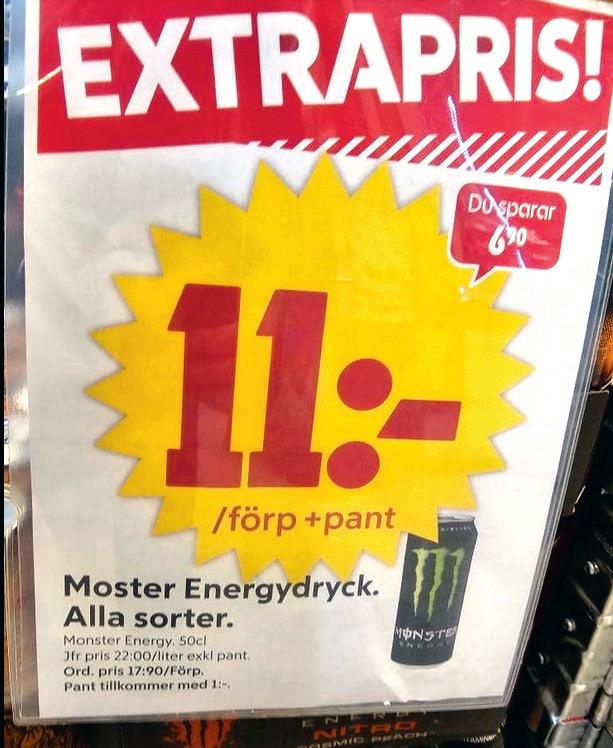 EXTRAPRIS!
Du sparar
6 90
11:-
/förp +pant
Moster Energydryck.
Alla sorter.
Monster Energy. 50cl
Jfr pris 22:00/liter exkl pant.
Ord. pris 17:90/Förp.
Pant tillkommer med 1:-.
MONSTER
ENERGY
ENERGY
NITRO
COSMIC PEACH